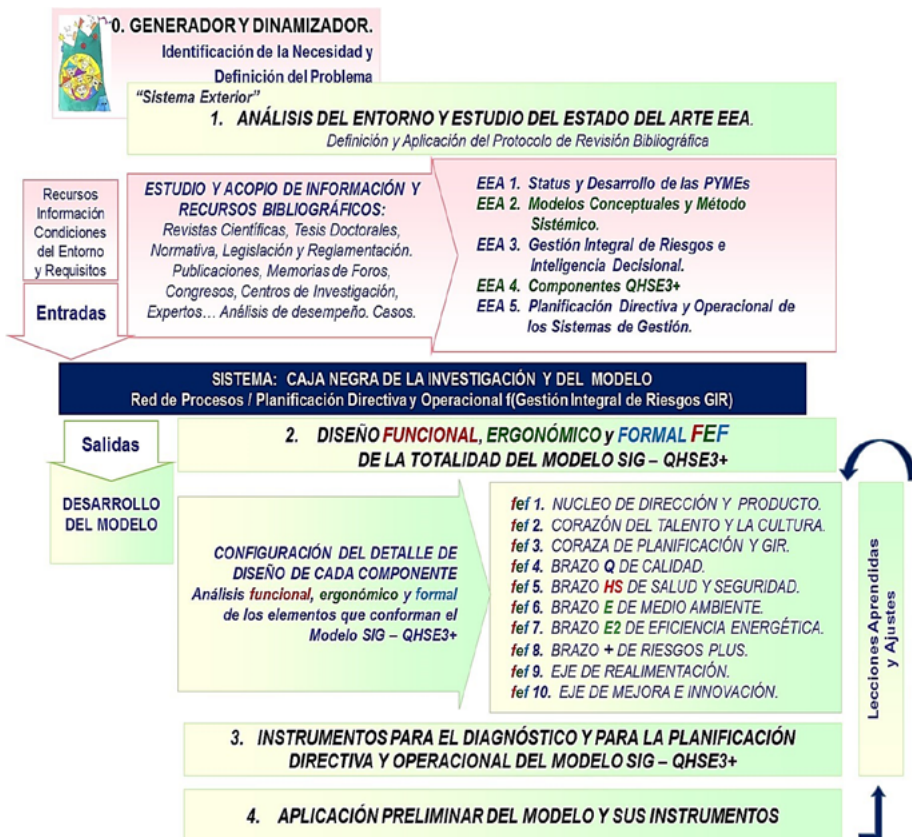 0. GENERADOR Y DINAMIZADOR.
Identificación de la Necesidad y
Definición del Problema
"Sistema Exterior"
1. ANÁLISIS DEL ENTORNO Y ESTUDIO DEL ESTADO DEL ARTE EEA.
Definición y Aplicación del Protocolo de Revisión Bibliográfica
Recursos
Información
Condiciones
del Entorno
y Requisitos
Entradas
ESTUDIO Y ACOPIO DE INFORMACIÓN Y
RECURSOS BIBLIOGRÁFICOS:
Revistas Científicas, Tesis Doctorales,
Normativa, Legislación y Reglamentación.
Publicaciones, Memorias de Foros,
Congresos, Centros de Investigación,
Expertos... Análisis de desempeño. Casos.
EEA 1. Status y Desarrollo de las PYMEs
EEA 2. Modelos Conceptuales y Método
Sistémico.
EEA 3. Gestión Integral de Riesgos e
Inteligencia Decisional.
EEA 4. Componentes QHSE3+
EEA 5. Planificación Directiva y Operacional de
los Sistemas de Gestión.
SISTEMA: CAJA NEGRA DE LA INVESTIGACIÓN Y DEL MODELO
Red de Procesos / Planificación Directiva y Operacional f(Gestión Integral de Riesgos GIR)
Salidas
DESARROLLO
DEL MODELO
2. DISEÑO FUNCIONAL, ERGONÓMICO y FORMAL FEF
DE LA TOTALIDAD DEL MODELO SIG – QHSE3+
CONFIGURACIÓN DEL DETALLE DE
DISEÑO DE CADA COMPONENTE
Análisis funcional, ergonómico y formal
de los elementos que conforman el
Modelo SIG – QHSE3+
fef 1. NUCLEO DE DIRECCIÓN Y PRODUCTO.
fef 2. CORAZÓN DEL TALENTO Y LA CULTURA.
fef 3. CORAZA DE PLANIFICACIÓN Y GIR.
fef 4. BRAZO Q DE CALIDAD.
fef 5. BRAZO HS DE SALUD Y SEGURIDAD.
fef 6. BRAZO E DE MEDIO AMBIENTE.
fef 7. BRAZO E2 DE EFICIENCIA ENERGÉTICA.
fef 8. BRAZO + DE RIESGOS PLUS.
fef 9. EJE DE REALIMENTACIÓN.
fef 10. EJE DE MEJORA E INNOVACIÓN.
Lecciones Aprendidas
y Ajustes
3. INSTRUMENTOS PARA EL DIAGNÓSTICO Y PARA LA PLANIFICACIÓN
DIRECTIVA Y OPERACIONAL DEL MODELO SIG – QHSE3+
4. APLICACIÓN PRELIMINAR DEL MODELO Y SUS INSTRUMENTOS